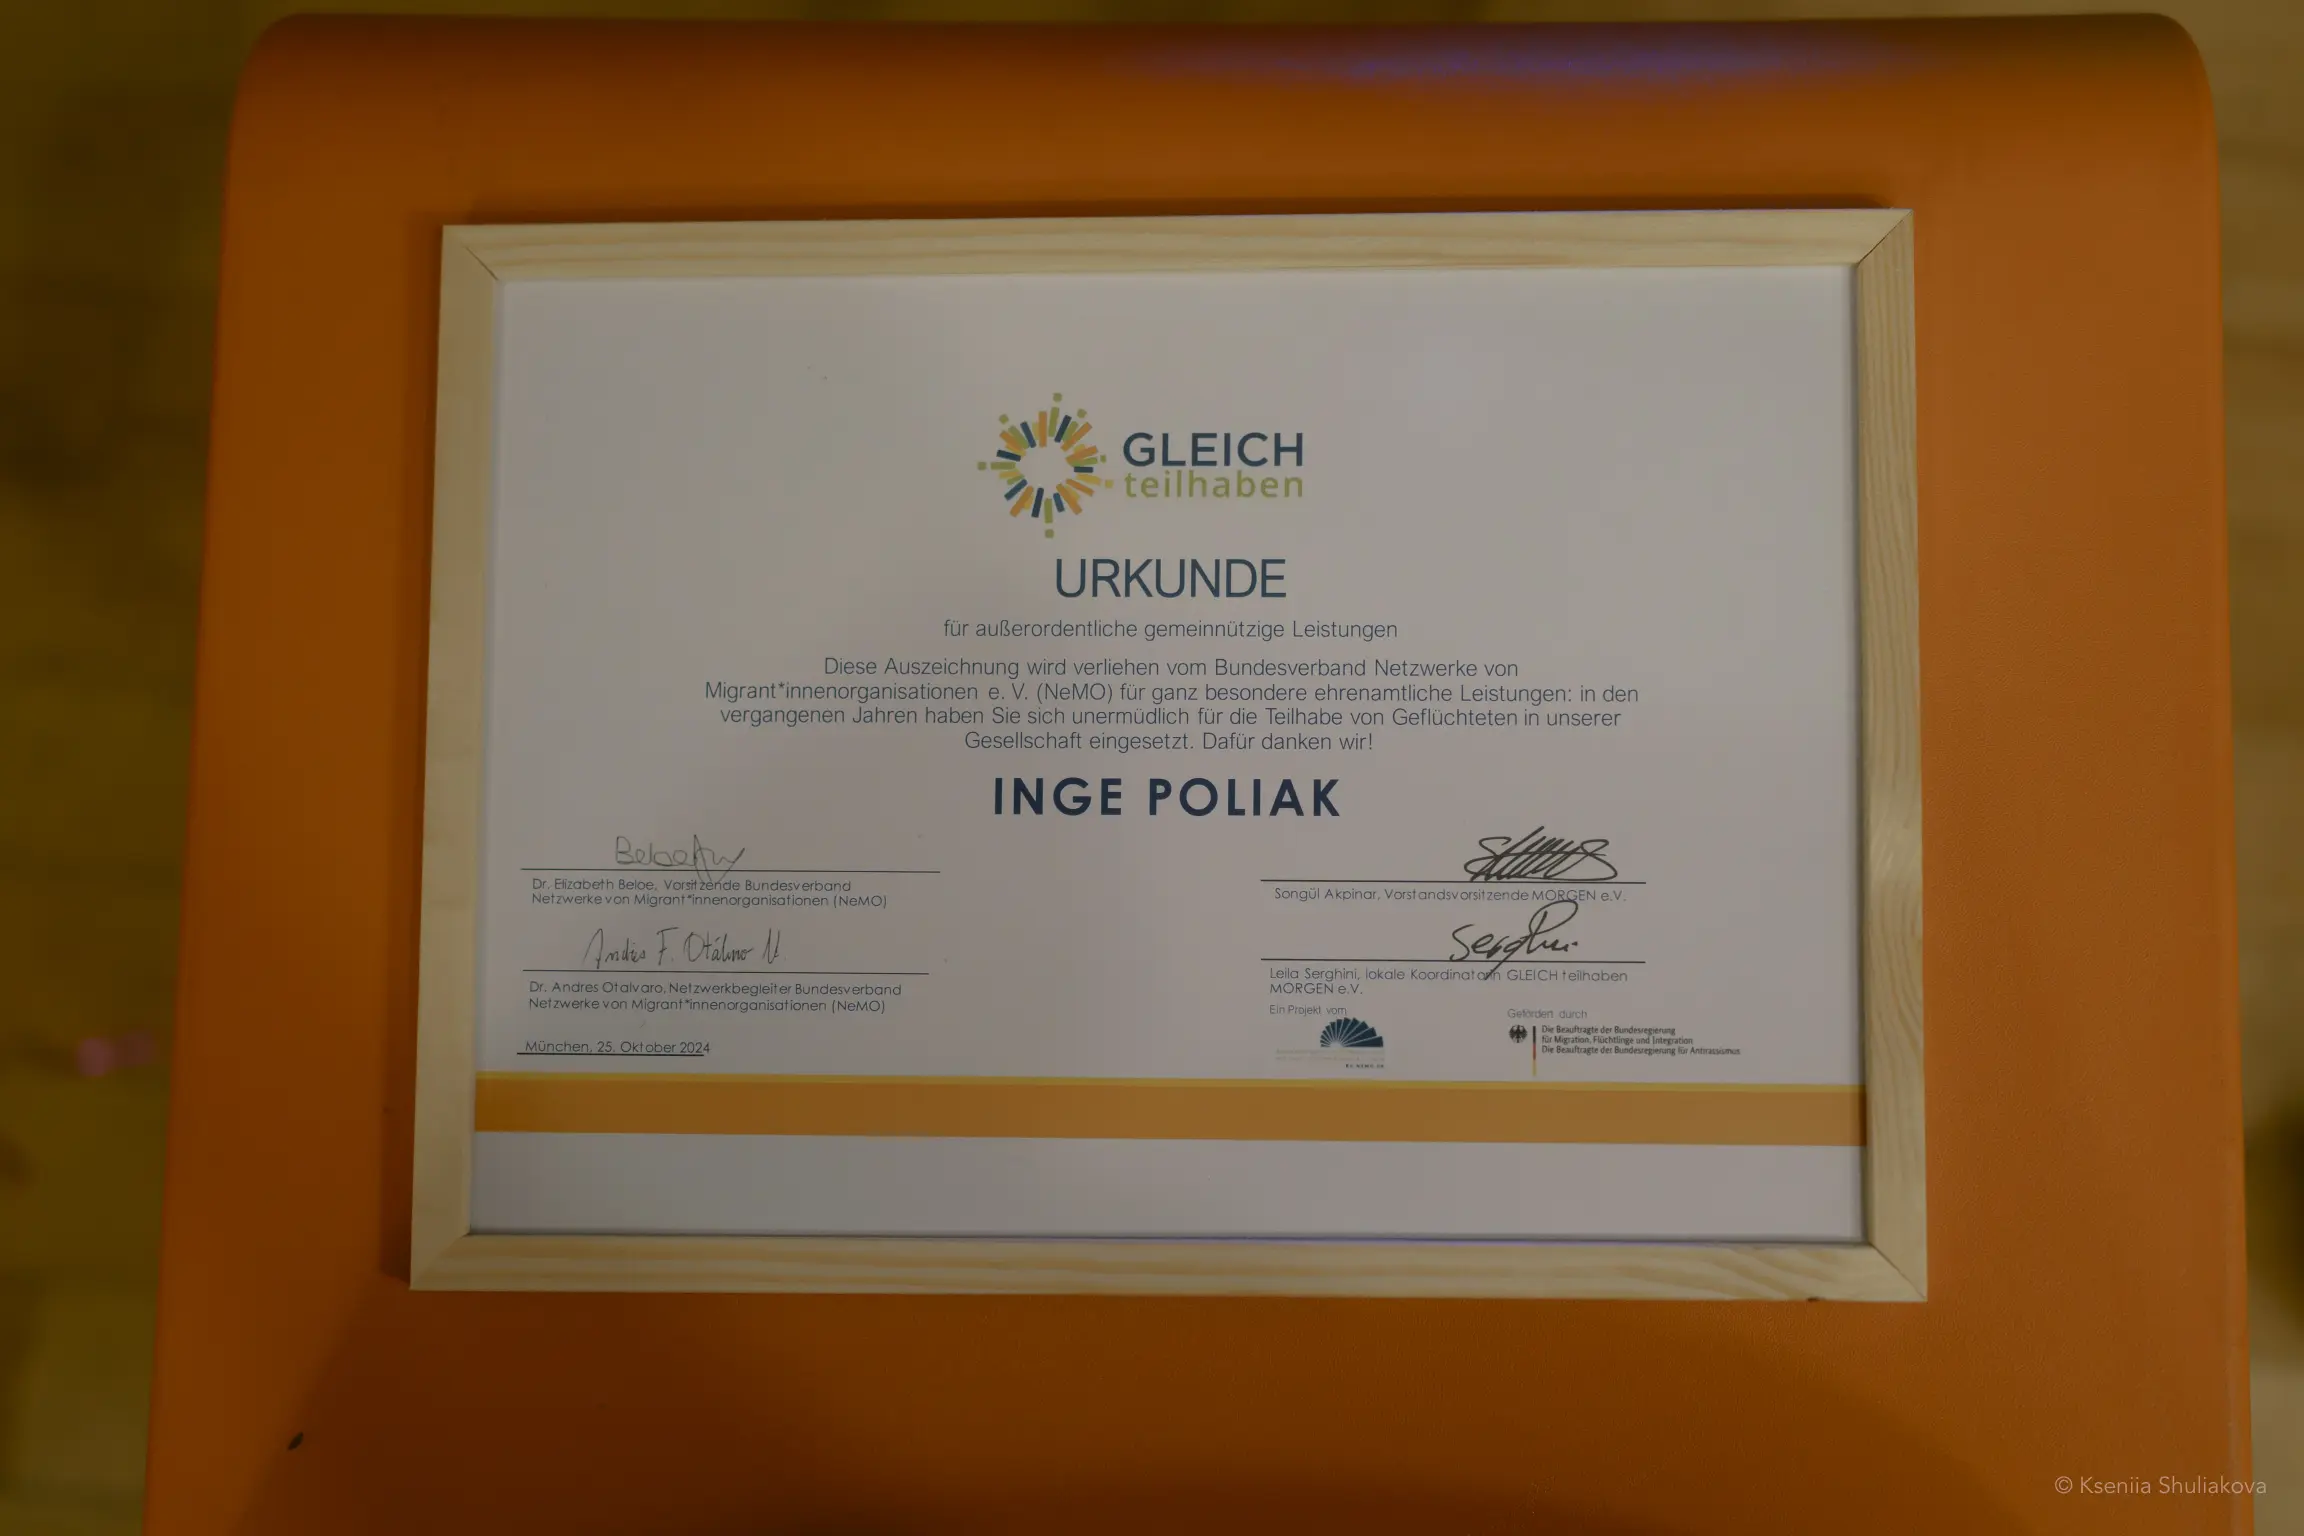 GLEICH
teilhaben
URKUNDE
für außerordentliche gemeinnützige Leistungen
Diese Auszeichnung wird verliehen vom Bundesverband Netzwerke von
Migrant*innenorganisationen e. V. (NeMO) für ganz besondere ehrenamtliche Leistungen: in den
vergangenen Jahren haben Sie sich unermüdlich für die Teilhabe von Geflüchteten in unserer
Gesellschaft eingesetzt. Dafür danken wir!
INGE POLIAK
Dr. Elizabeth Beloe, Vorsitzende Bundesverband
Netzwerke von Migrant*innenorganisationen (NeMO)
Andrés F. Otálvaro
Dr. Andres Otalvaro, Netzwerkbegleiter Bundesverband
Netzwerke von Migrant*innenorganisationen (NeMO)
München, 25. Oktober 2024
Songül Akpinar, Vorstandsvorsitzende MORGEN e.V.
Serghini
Leila Serghini, lokale Koordinatorin GLEICH teilhaben
MORGEN e.V.
Ein Projekt vom
Geförden durch
Die Beauftragte der Bundesregierung
für Migration, Flüchtlinge und Integration
Die Beauftragte der Bundesregierung für Antirassismus
© Kseniia Shuliakova